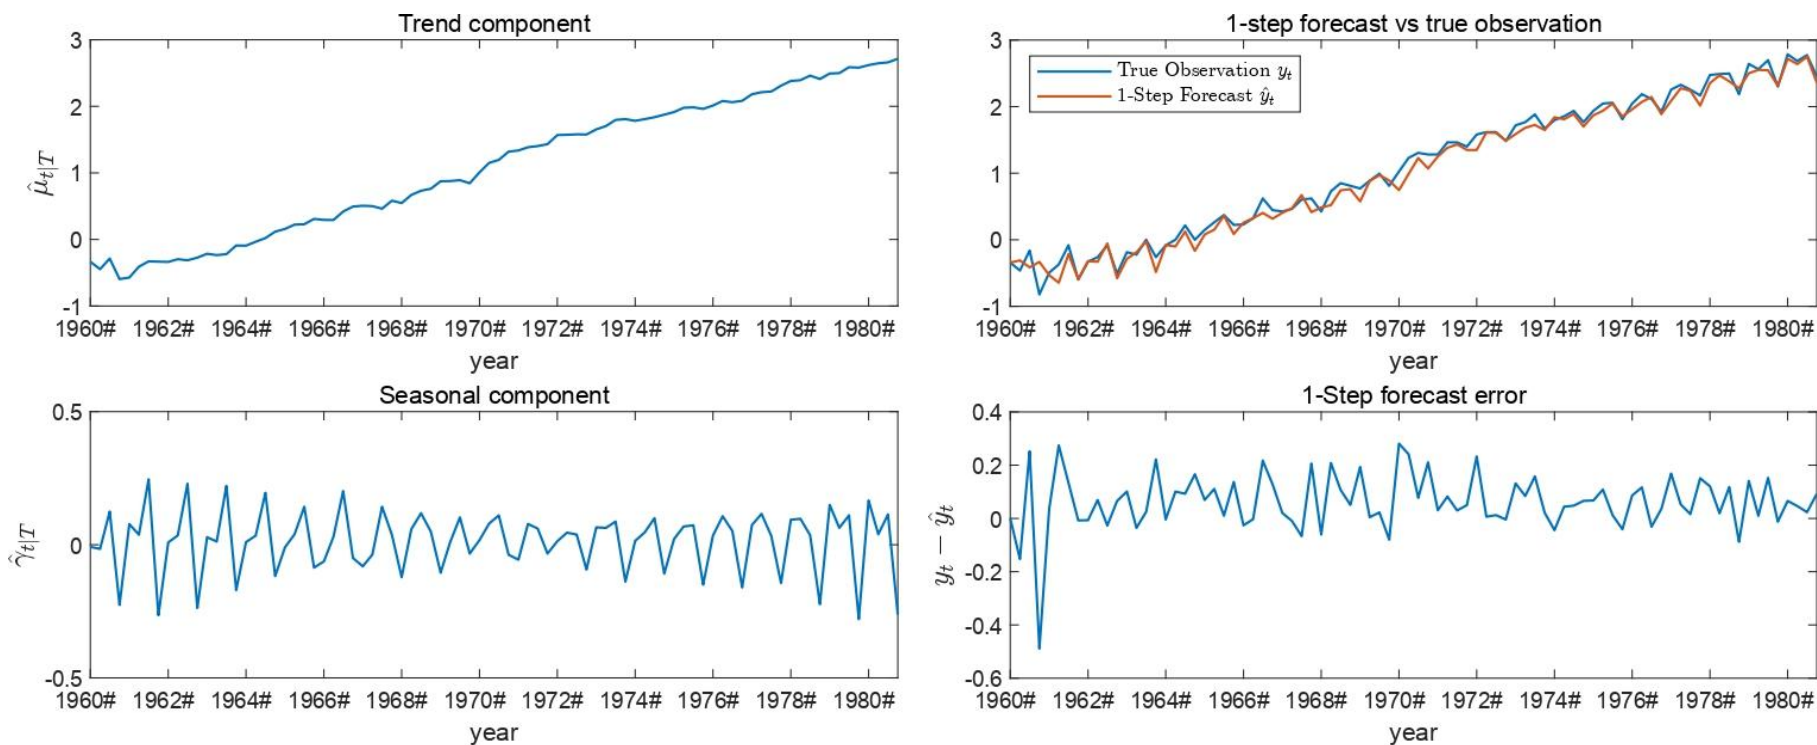 Trend component
3
2
1
0
-1
1960# 1962# 1964# 1966# 1968# 1970# 1972# 1974# 1976# 1978# 1980#
year
μ̂t|T
1-step forecast vs true observation
True Observation yt
1-Step Forecast ŷt
3
2
1
0
-1
1960# 1962# 1964# 1966# 1968# 1970# 1972# 1974# 1976# 1978# 1980#
year
Seasonal component
0.5
0
-0.5
1960# 1962# 1964# 1966# 1968# 1970# 1972# 1974# 1976# 1978# 1980#
year
γ̂t|T
1-Step forecast error
0.4
0.2
0
-0.2
-0.4
-0.6
1960# 1962# 1964# 1966# 1968# 1970# 1972# 1974# 1976# 1978# 1980#
year
yt − ŷt